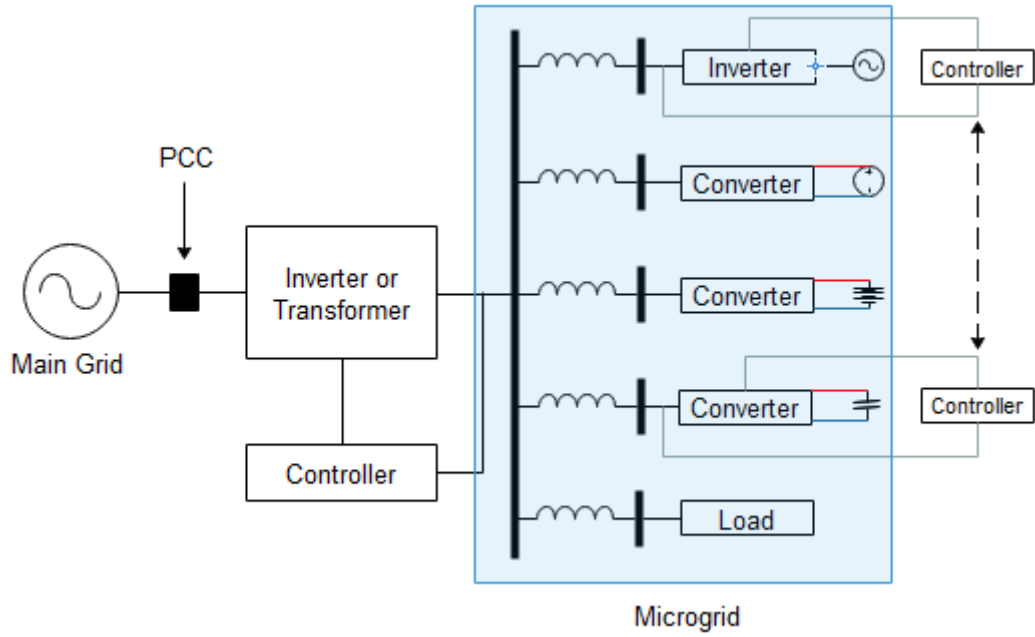 Inverter
Controller
PCC
Converter
Inverter or
Transformer
Converter
Main Grid
Converter
Controller
Controller
Load
Microgrid